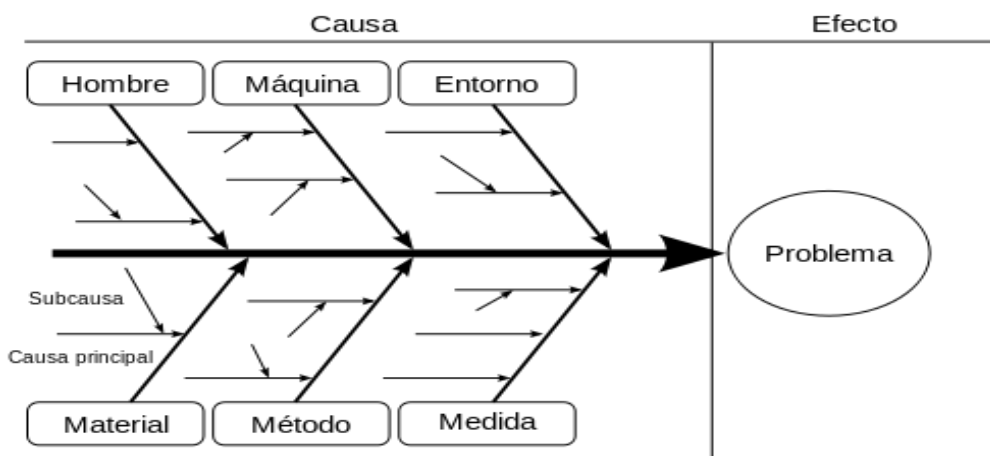 Causa
Efecto
Hombre
Máquina
Entorno
Problema
Subcausa
Causa principal
Material
Método
Medida